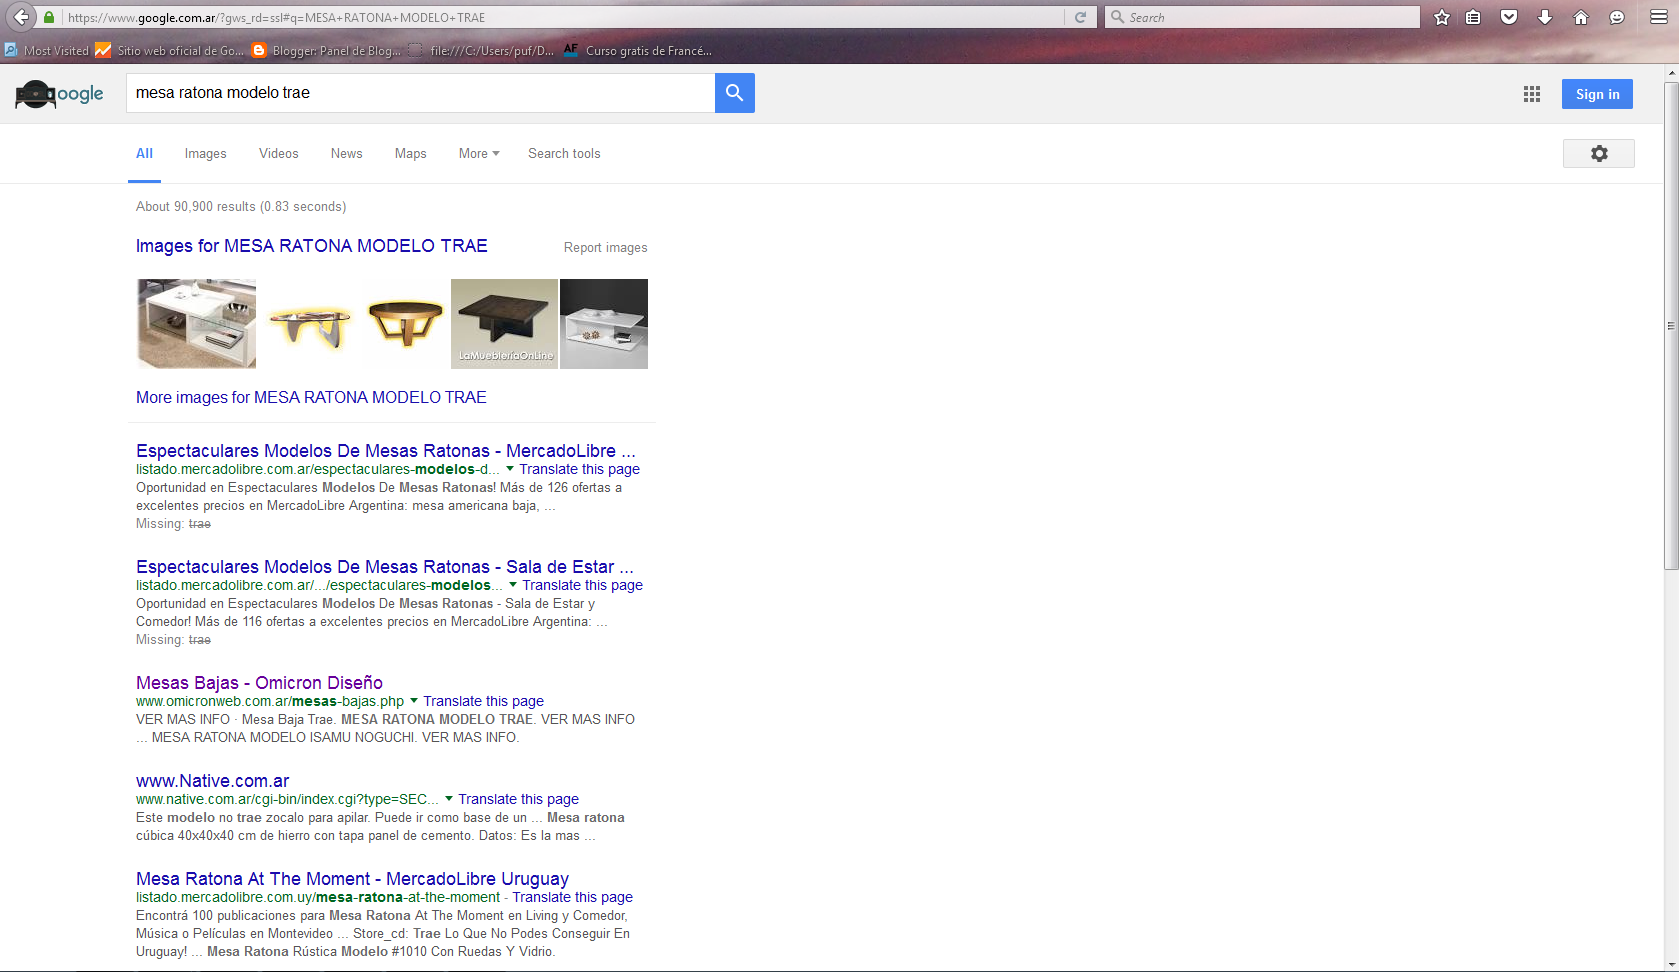 https://www.google.com.ar/?gws_rd=ssl#q=MESA+RATONA+MODELO+TRAE
Search
Most Visited
Sitio web oficial de Go...
Blogger: Panel de Blog...
file:///C:/Users/puf/D...
AF
Curso gratis de Francé...
oogle
mesa ratona modelo trae
Sign in
All
Images
Videos
News
Maps
More
Search tools
About 90,900 results (0.83 seconds)
Images for MESA RATONA MODELO TRAE
Report images
LaMuebleriaOnLine
More images for MESA RATONA MODELO TRAE
Espectaculares Modelos De Mesas Ratonas - MercadoLibre ...
listado.mercadolibre.com.ar/espectaculares-modelos-d... Translate this page
Oportunidad en Espectaculares Modelos De Mesas Ratonas! Más de 126 ofertas a
excelentes precios en MercadoLibre Argentina: mesa americana baja, ...
Missing: trae
Espectaculares Modelos De Mesas Ratonas - Sala de Estar ...
listado.mercadolibre.com.ar/.../espectaculares-modelos... Translate this page
Oportunidad en Espectaculares Modelos De Mesas Ratonas - Sala de Estar y
Comedor! Más de 116 ofertas a excelentes precios en MercadoLibre Argentina: ...
Missing: trae
Mesas Bajas - Omicron Diseño
www.omicronweb.com.ar/mesas-bajas.php Translate this page
VER MAS INFO · Mesa Baja Trae. MESA RATONA MODELO TRAE. VER MAS INFO
... MESA RATONA MODELO ISAMU NOGUCHI. VER MAS INFO.
www.Native.com.ar
www.native.com.ar/cgi-bin/index.cgi?type=SEC... Translate this page
Este modelo no trae zocalo para apilar. Puede ir como base de un ... Mesa ratona
cúbica 40x40x40 cm de hierro con tapa panel de cemento. Datos: Es la mas ...
Mesa Ratona At The Moment - MercadoLibre Uruguay
listado.mercadolibre.com.uy/mesa-ratona-at-the-moment - Translate this page
Encontrá 100 publicaciones para Mesa Ratona At The Moment en Living y Comedor,
Música o Películas en Montevideo ... Store_cd: Trae Lo Que No Podes Conseguir En
Uruguay! ... Mesa Ratona Rústica Modelo #1010 Con Ruedas Y Vidrio.